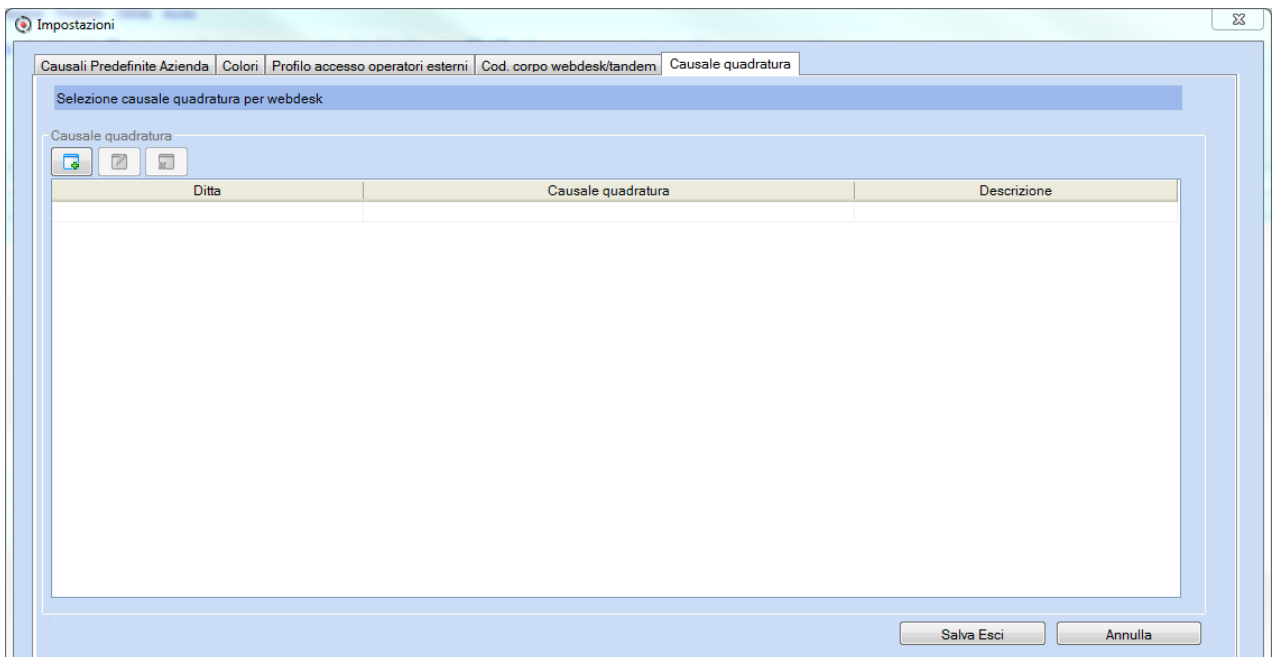 Impostazioni
Causali Predefinite Azienda Colori Profilo accesso operatori esterni Cod. corpo webdesk/tandem Causale quadratura
Selezione causale quadratura per webdesk
Causale quadratura
Ditta Causale quadratura Descrizione
Salva Esci Annulla